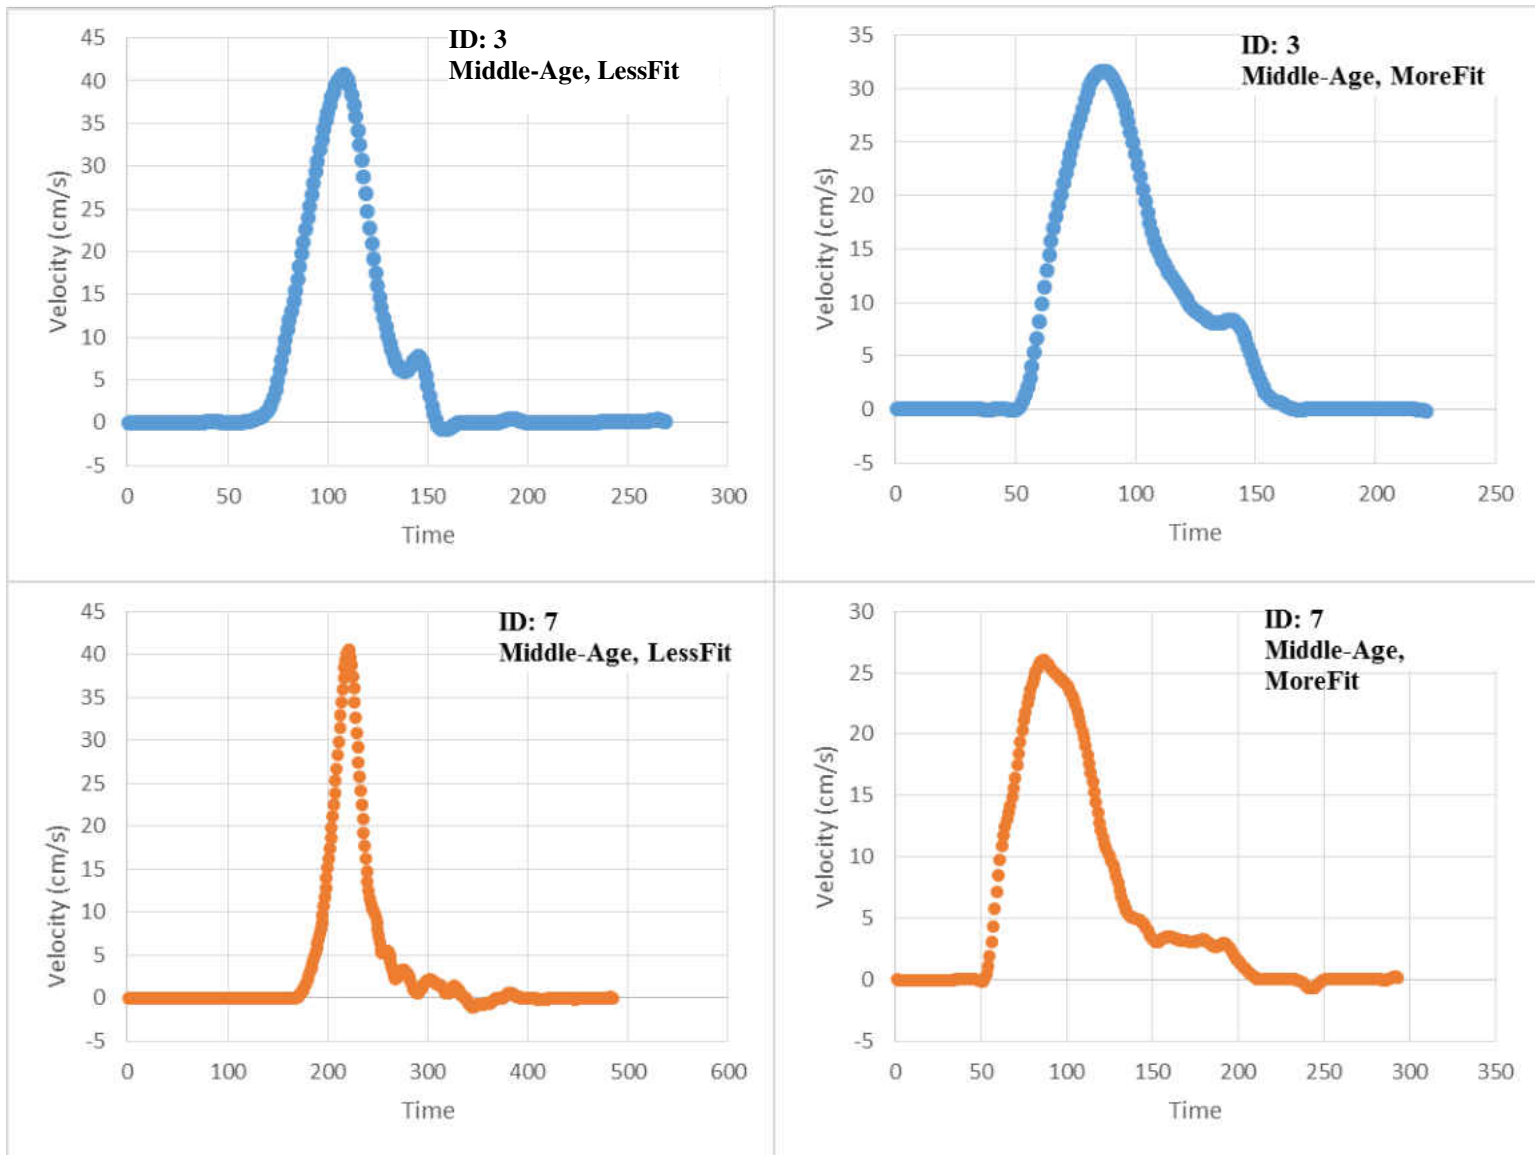 ID: 3
Middle-Age, LessFit
45
40
35
30
25
20
15
10
5
0
-5
Velocity (cm/s)
0 50 100 150 200 250 300
Time
ID: 3
Middle-Age, MoreFit
35
30
25
20
15
10
5
0
-5
Velocity (cm/s)
0 50 100 150 200 250
Time
ID: 7
Middle-Age, LessFit
45
40
35
30
25
20
15
10
5
0
-5
Velocity (cm/s)
0 100 200 300 400 500 600
Time
ID: 7
Middle-Age,
MoreFit
30
25
20
15
10
5
0
-5
Velocity (cm/s)
0 50 100 150 200 250 300 350
Time